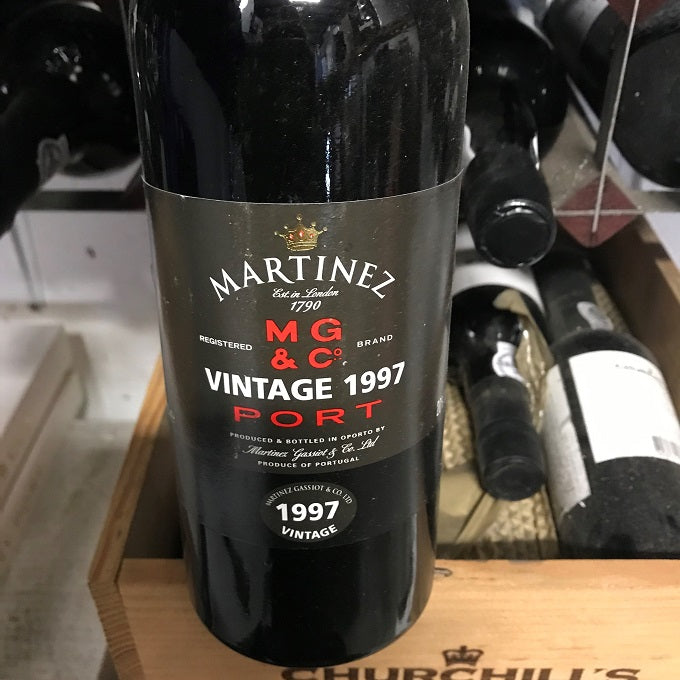 MARTINEZ
Est. in London
1790
REGISTERED MG BRAND
& Co
VINTAGE 1997
PORT
PRODUCED & BOTTLED IN OPORTO BY
Martinez Gassiot & Co. Ltd
PRODUCE OF PORTUGAL
MARTINEZ GASSIOT & CO. LTD
1997
VINTAGE
CHURCHILL'S